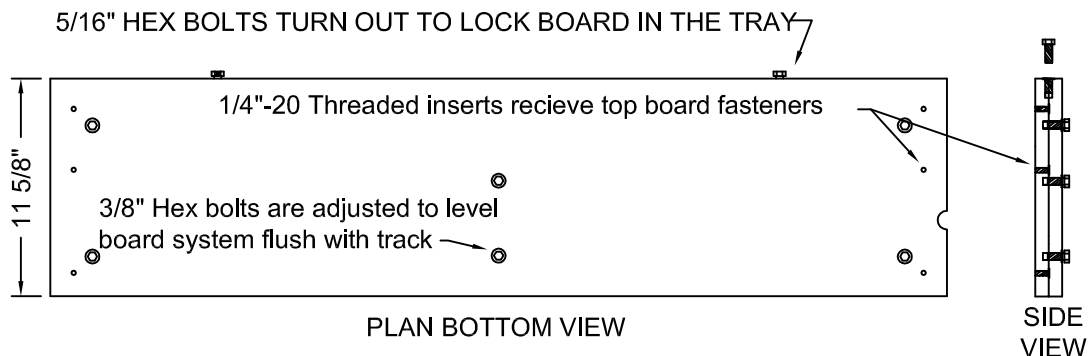 5/16" HEX BOLTS TURN OUT TO LOCK BOARD IN THE TRAY
1/4"-20 Threaded inserts recieve top board fasteners
11 5/8"
3/8" Hex bolts are adjusted to level
board system flush with track
PLAN BOTTOM VIEW
SIDE
VIEW